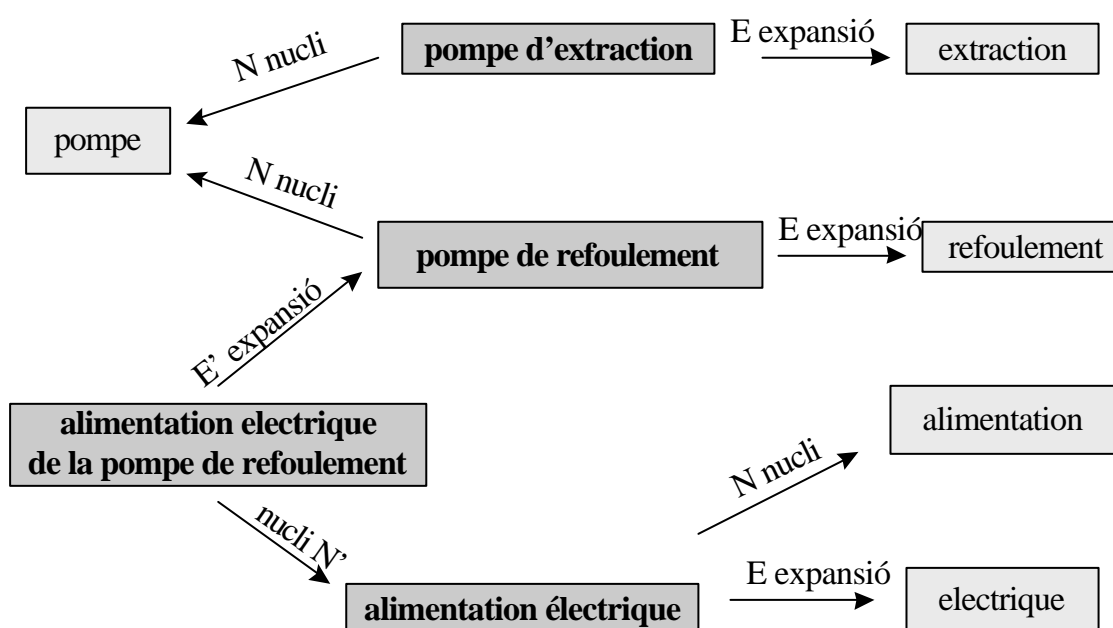 pompe d’extraction
E expansió
extraction
N nucli
pompe
N nucli
pompe de refoulement
E expansió
refoulement
E’ expansió
alimentation electrique
de la pompe de refoulement
alimentation
N nucli
nucli N’
alimentation électrique
E expansió
electrique